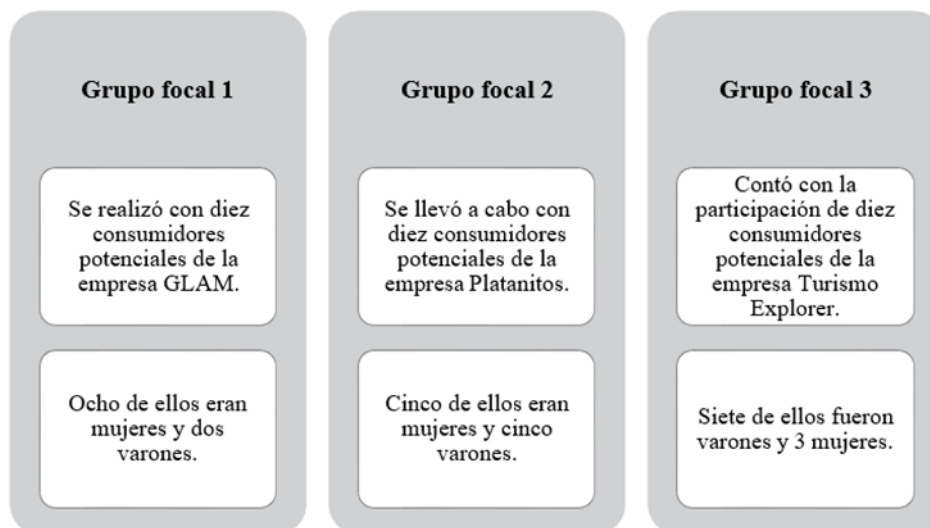 Grupo focal 1
Se realizó con diez
consumidores
potenciales de la
empresa GLAM.
Ocho de ellos eran
mujeres y dos
varones.
Grupo focal 2
Se llevó a cabo con
diez consumidores
potenciales de la
empresa Platanitos.
Cinco de ellos eran
mujeres y cinco
varones.
Grupo focal 3
Contó con la
participación de diez
consumidores
potenciales de la
empresa Turismo
Explorer.
Siete de ellos fueron
varones y 3 mujeres.